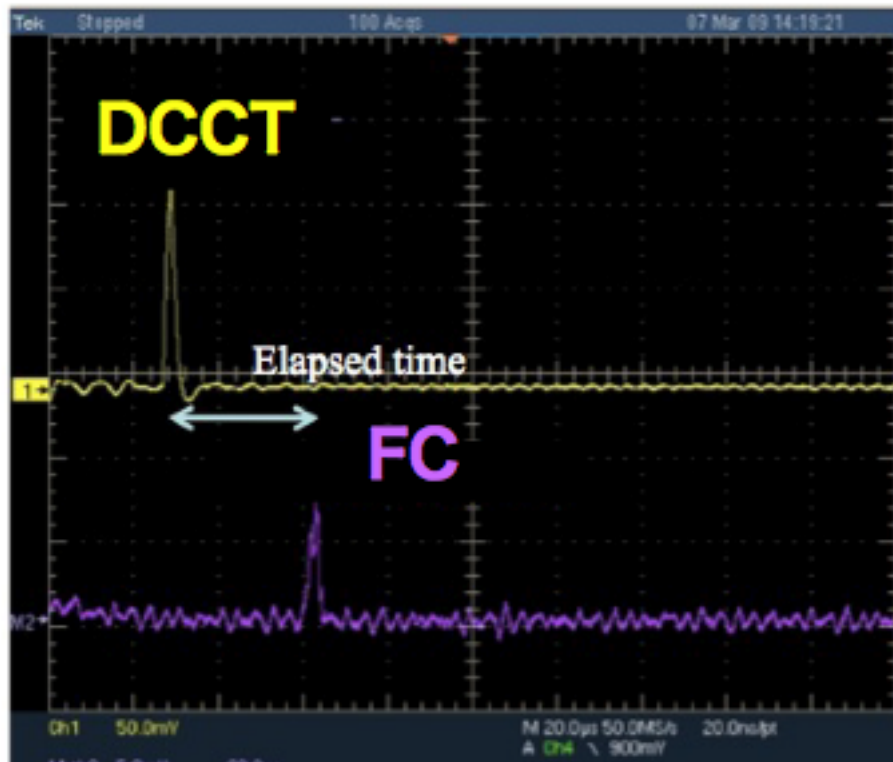 Tek Stopped 100 Acqs 07 Mar 09 14:19:21
DCCT
Elapsed time
1
FC
M2
Ch1 50.0mV M 20.0µs 50.0MS/s 20.0ns/pt
A Ch4 \ 900mV